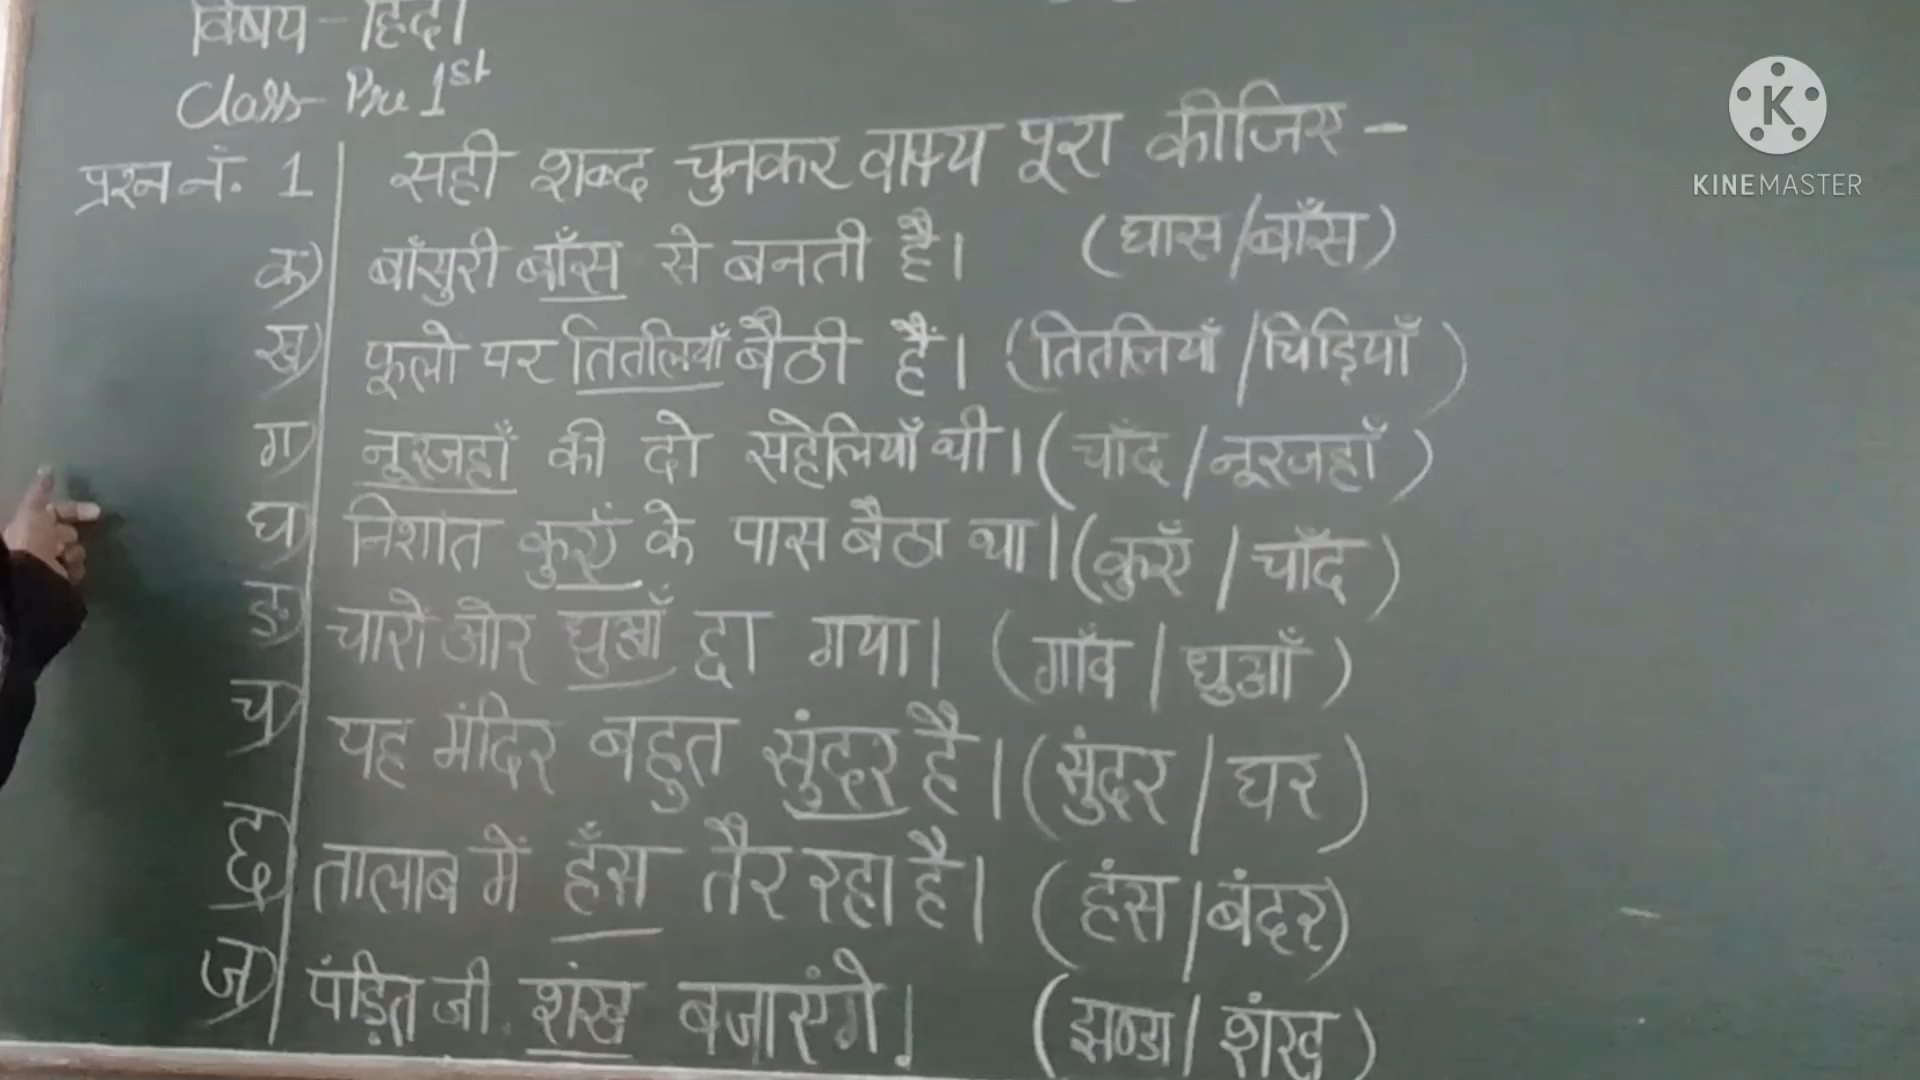 विषय - हिंदी
Class- Pre 1st
K
KINEMASTER
प्रश्न नं. 1 सही शब्द चुनकर वाक्य पूरा कीजिए -
क) बाँसुरी बाँस से बनती है। (घास/बाँस)
ख) फूलो पर तितलियाँ बैठी हैं। (तितलियाँ/चिड़ियाँ)
ग) नूरजहाँ की दो सहेलियाँ थी। (चाँद/नूरजहाँ)
घ) निशांत कुएँ के पास बैठा था। (कुएँ/चाँद)
ङ) चारों ओर धुआँ छा गया। (गाँव/धुआँ)
च) यह मंदिर बहुत सुंदर है। (सुंदर/घर)
छ) तालाब में हँस तैर रहा है। (हंस/बंदर)
ज) पंड़ित जी शंख बजाएंगे। (झण्डा/शंख)